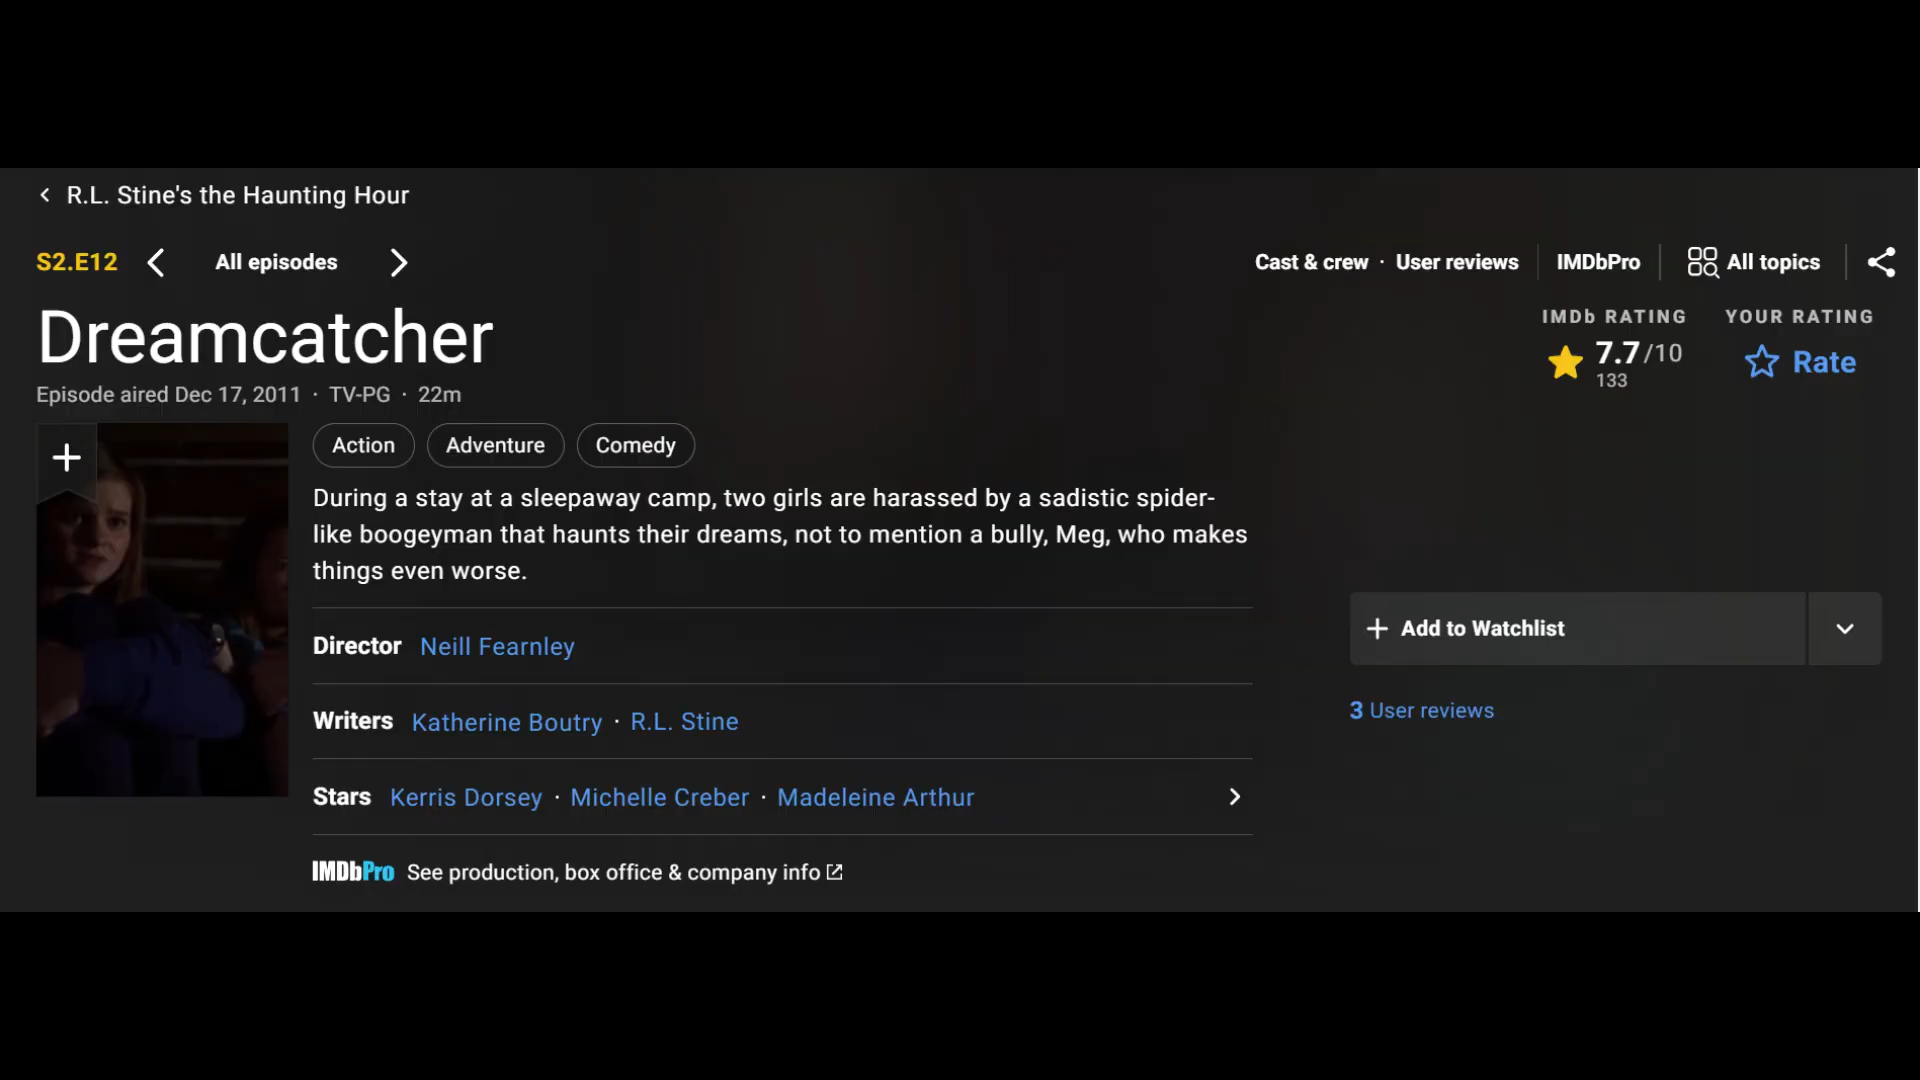 R.L. Stine's the Haunting Hour
S2.E12 All episodes
Cast & crew · User reviews IMDbPro All topics
Dreamcatcher
Episode aired Dec 17, 2011 · TV-PG · 22m
IMDb RATING YOUR RATING
7.7/10 Rate
133
Action Adventure Comedy
During a stay at a sleepaway camp, two girls are harassed by a sadistic spider-
like boogeyman that haunts their dreams, not to mention a bully, Meg, who makes
things even worse.
Director Neill Fearnley
Writers Katherine Boutry · R.L. Stine
Stars Kerris Dorsey · Michelle Creber · Madeleine Arthur
IMDbPro See production, box office & company info
Add to Watchlist
3 User reviews